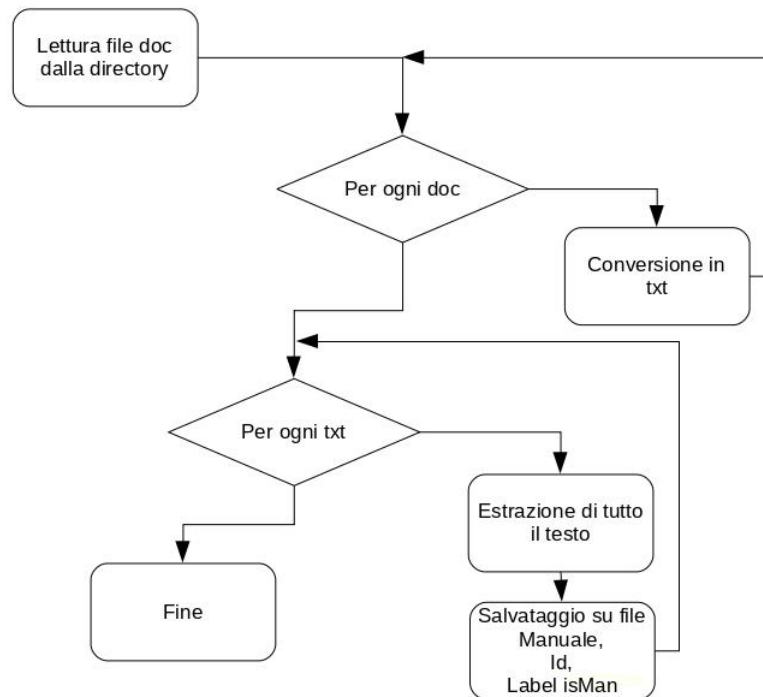 Lettura file doc
dalla directory
Per ogni doc
Conversione in
txt
Per ogni txt
Estrazione di tutto
il testo
Fine
Salvataggio su file
Manuale,
Id,
Label isMan